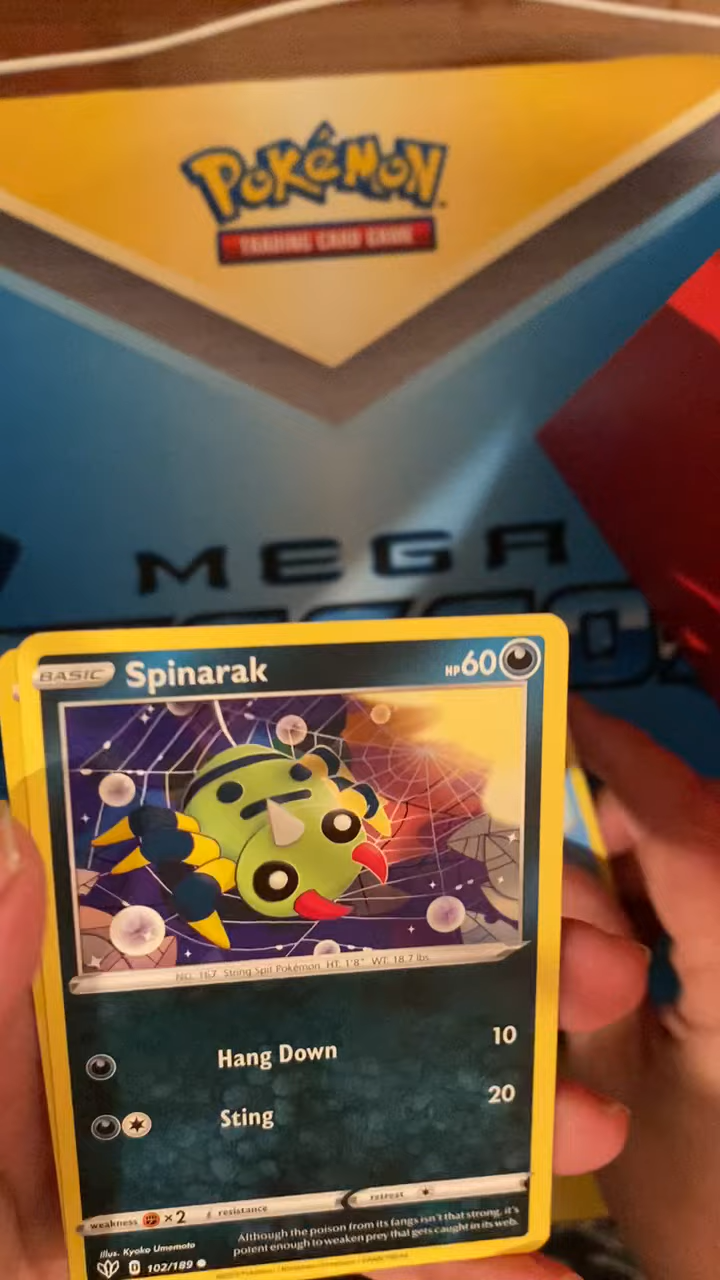 POKéMON
TRADING CARD GAME
MEGA
BASIC Spinarak HP 60
NO. 167 String Spit Pokémon HT: 1'8" WT: 18.7 lbs.
Hang Down 10
Sting 20
weakness ×2 resistance retreat
Although the poison from its fangs isn't that strong, it's
potent enough to weaken prey that gets caught in its web.
Illus. Kyoko Umemoto
D 102/189